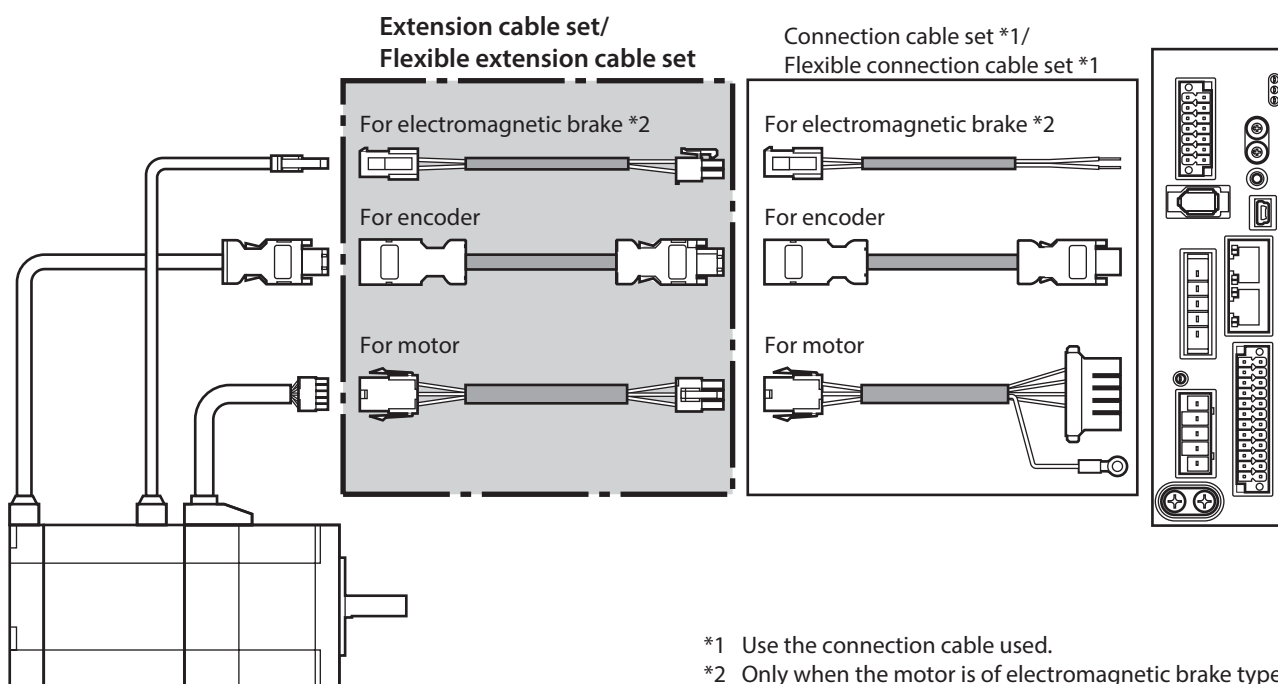 Extension cable set/
Flexible extension cable set
Connection cable set *1/
Flexible connection cable set *1
For electromagnetic brake *2
For encoder
For motor
For electromagnetic brake *2
For encoder
For motor
*1 Use the connection cable used.
*2 Only when the motor is of electromagnetic brake type